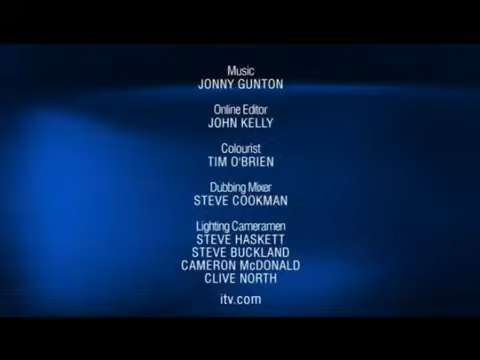 Music
JONNY GUNTON
Online Editor
JOHN KELLY
Colourist
TIM O'BRIEN
Dubbing Mixer
STEVE COOKMAN
Lighting Cameramen
STEVE HASKETT
STEVE BUCKLAND
CAMERON McDONALD
CLIVE NORTH
itv.com